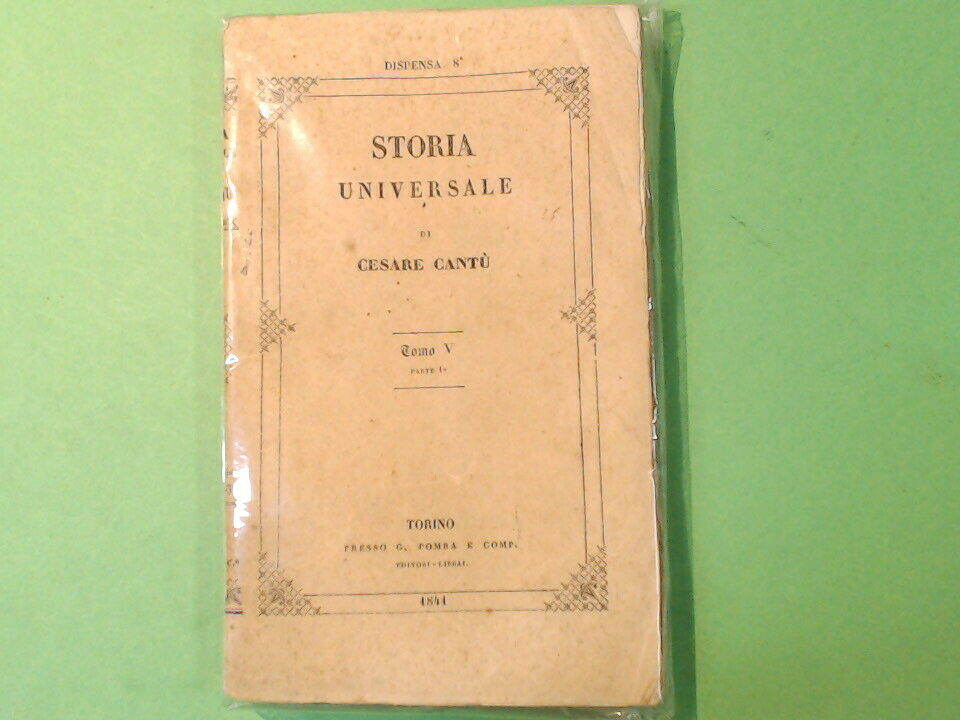 DISPENSA 8ª
STORIA
UNIVERSALE
DI
CESARE CANTÙ
Tomo V
PARTE 1ª
TORINO
PRESSO G. POMBA E COMP.
EDITORI-LIBRAI.
1841